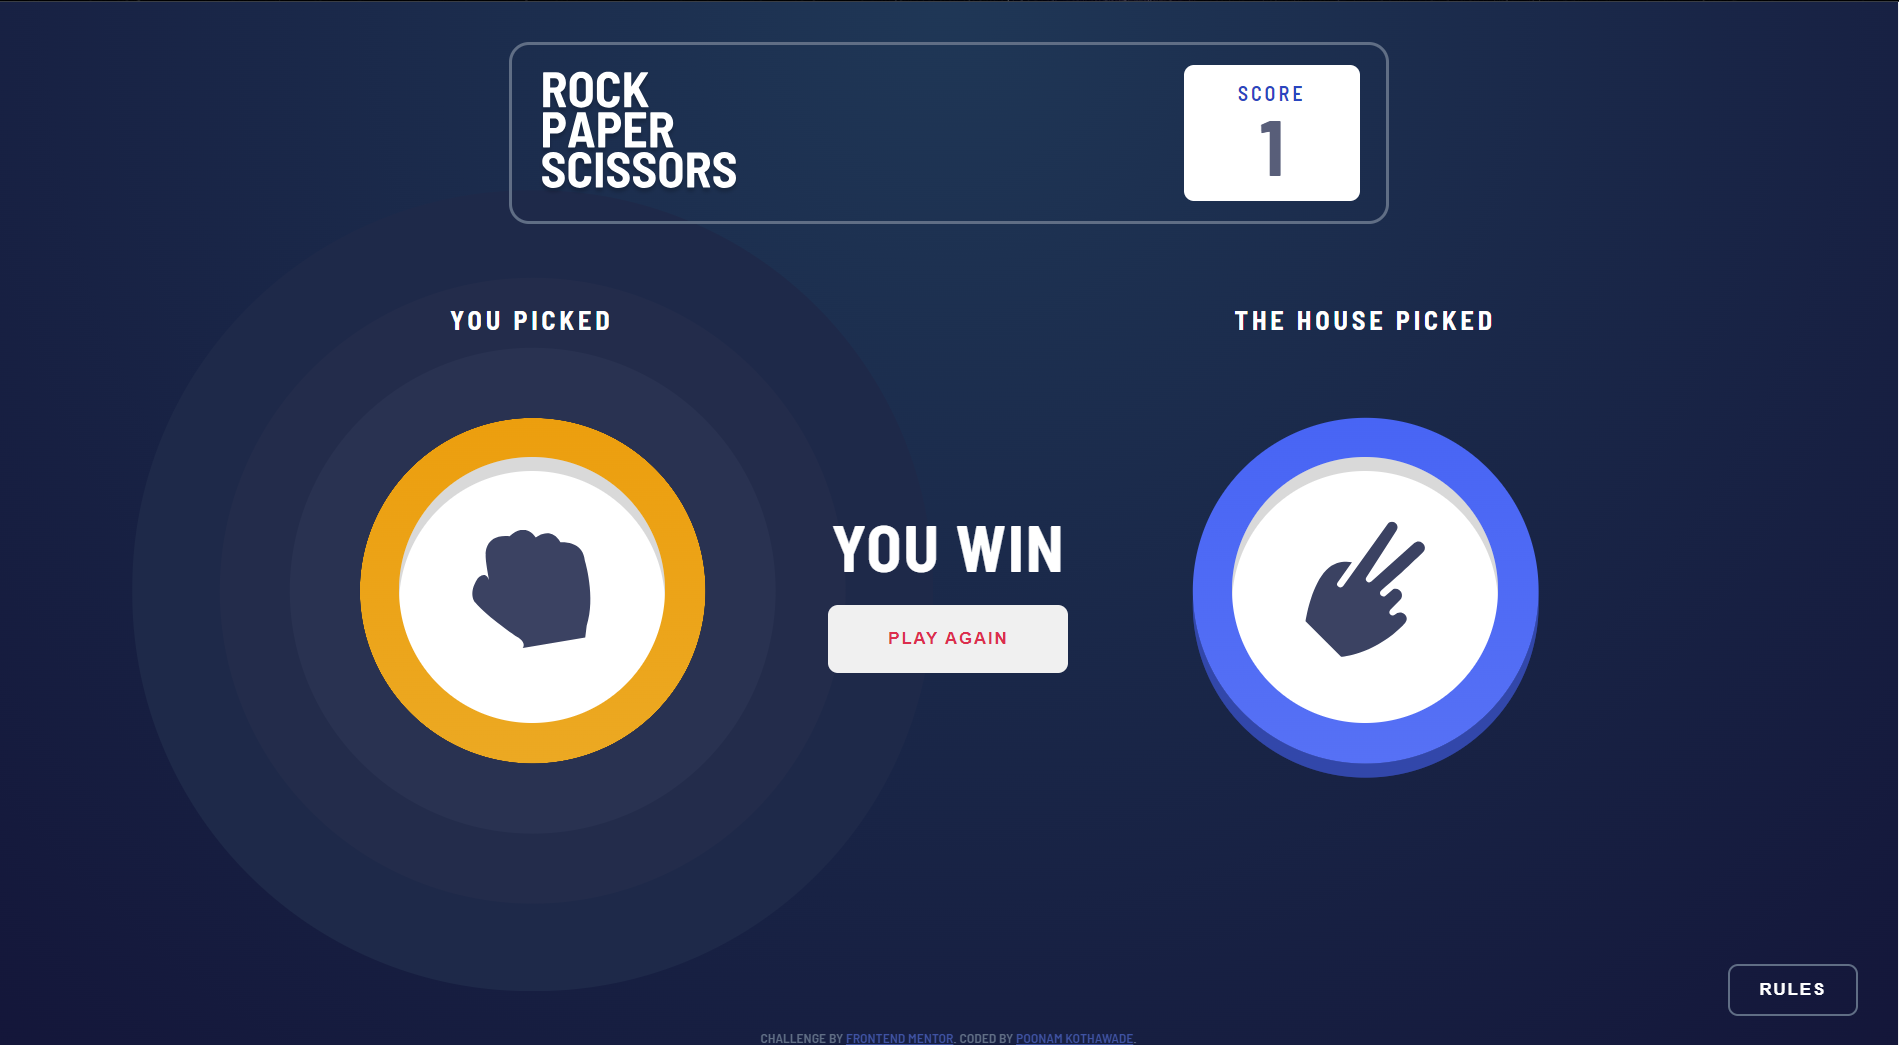 ROCK
PAPER
SCISSORS
SCORE
1
YOU PICKED
THE HOUSE PICKED
YOU WIN
PLAY AGAIN
RULES
CHALLENGE BY FRONTEND MENTOR. CODED BY POONAM KOTHAWADE.